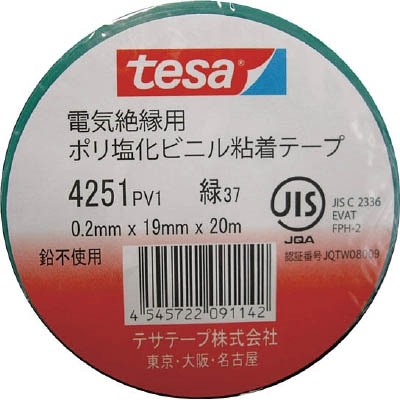 tesa
電気絶縁用
ポリ塩化ビニル粘着テープ
4251 PV1 緑37
0.2mm x 19mm x 20m
JIS
JQA
JIS C 2336
EVAT
FPH-2
認証番号JQTW08009
鉛不使用
4 545722 091142
テサテープ株式会社
東京・大阪・名古屋